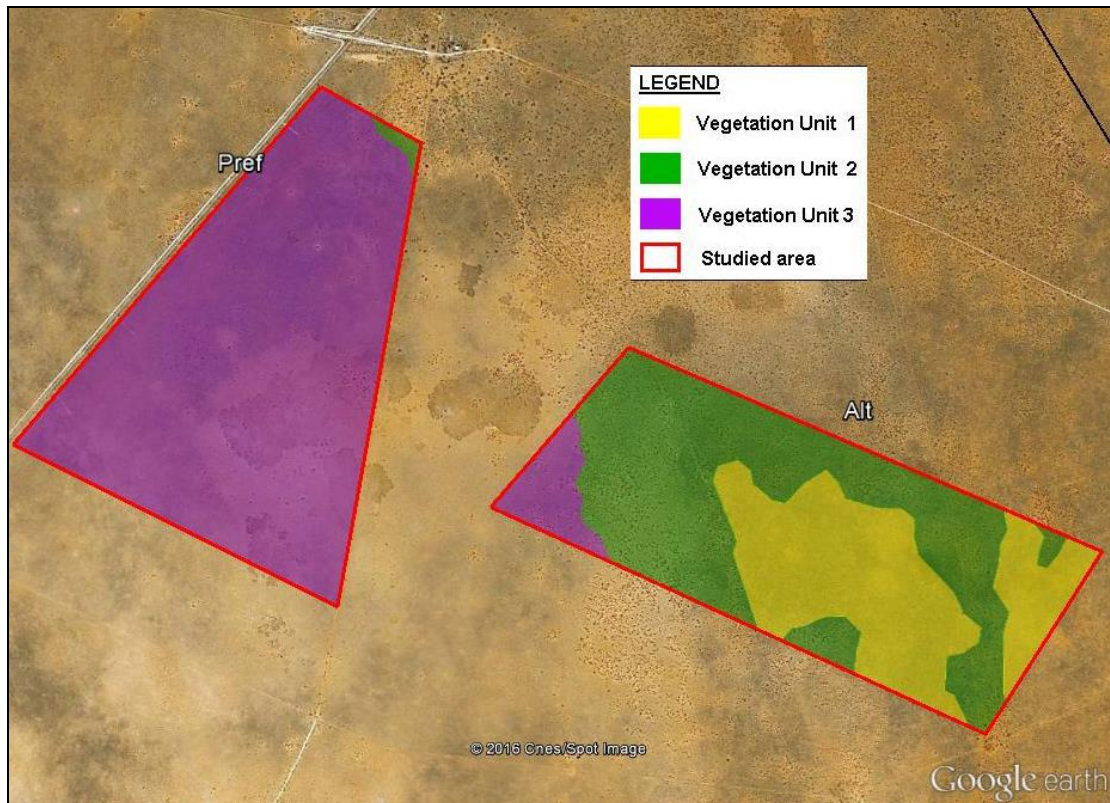 LEGEND
Vegetation Unit 1
Vegetation Unit 2
Vegetation Unit 3
Studied area
Pref
Alt
© 2016 Cnes/Spot Image
Google earth